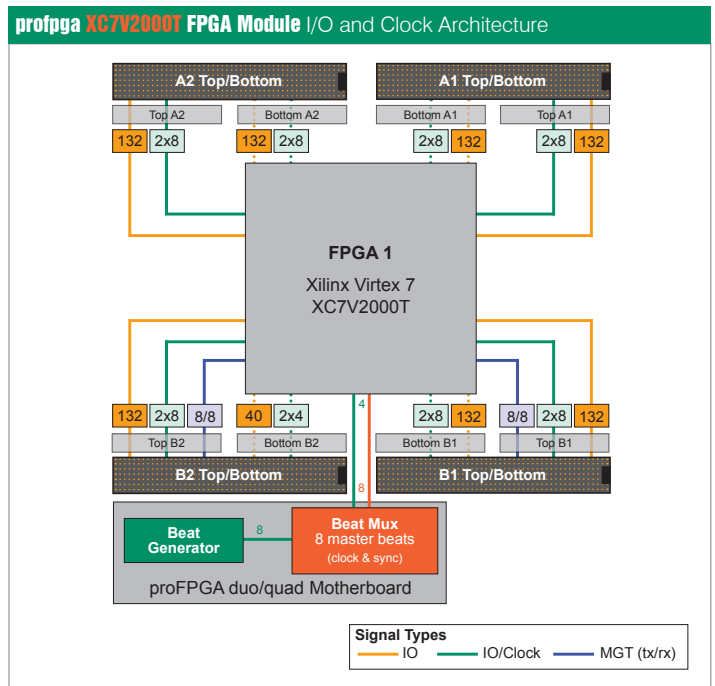 profpga XC7V2000T FPGA Module I/O and Clock Architecture
A2 Top/Bottom
A1 Top/Bottom
Top A2
Bottom A2
Bottom A1
Top A1
132
2x8
132
2x8
2x8
132
2x8
132
FPGA 1
Xilinx Virtex 7
XC7V2000T
132
2x8
8/8
40
2x4
4
2x8
132
8/8
2x8
132
Top B2
Bottom B2
Bottom B1
Top B1
B2 Top/Bottom
B1 Top/Bottom
8
Beat
Generator
8
Beat Mux
8 master beats
(clock & sync)
proFPGA duo/quad Motherboard
Signal Types
IO
IO/Clock
MGT (tx/rx)